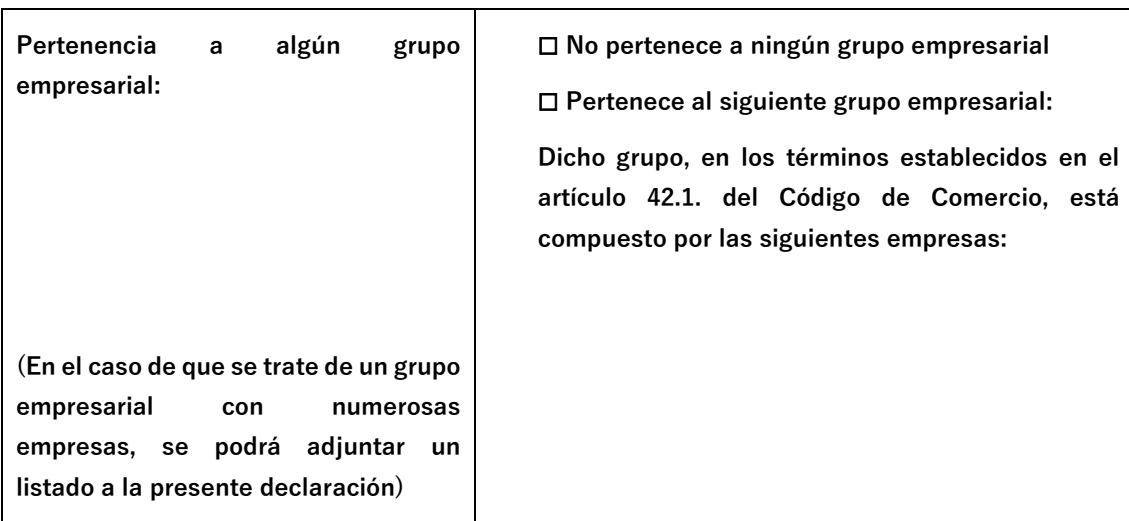 Pertenencia a algún grupo
empresarial:
(En el caso de que se trate de un grupo
empresarial con numerosas
empresas, se podrá adjuntar un
listado a la presente declaración)
☐ No pertenece a ningún grupo empresarial
☐ Pertenece al siguiente grupo empresarial:
Dicho grupo, en los términos establecidos en el
artículo 42.1. del Código de Comercio, está
compuesto por las siguientes empresas: